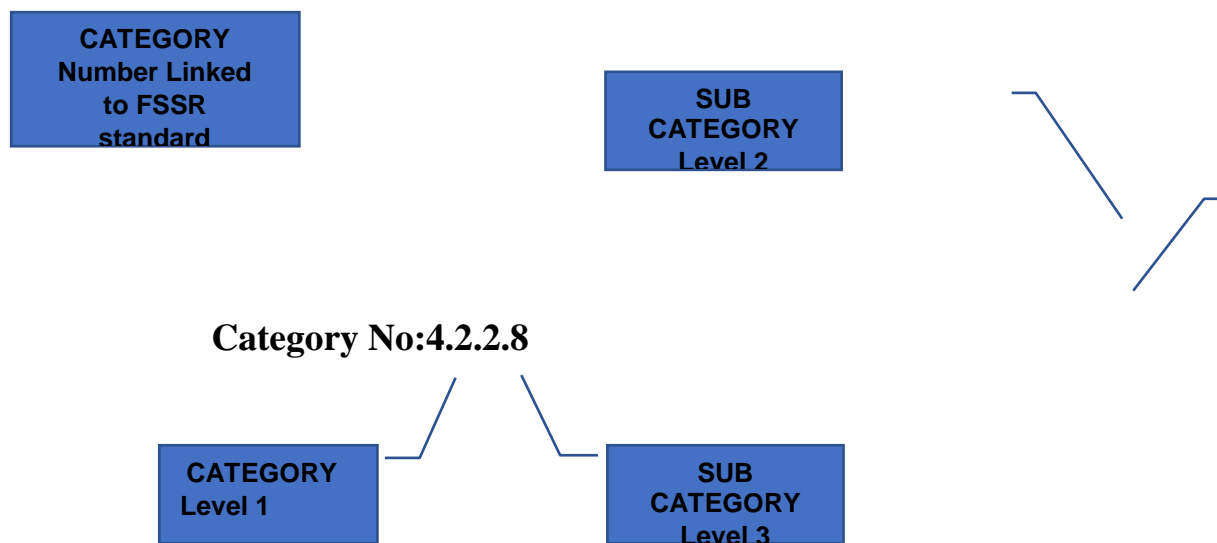 CATEGORY
Number Linked
to FSSR
standard
SUB
CATEGORY
Level 2
Category No:4.2.2.8
CATEGORY
Level 1
SUB
CATEGORY
Level 3